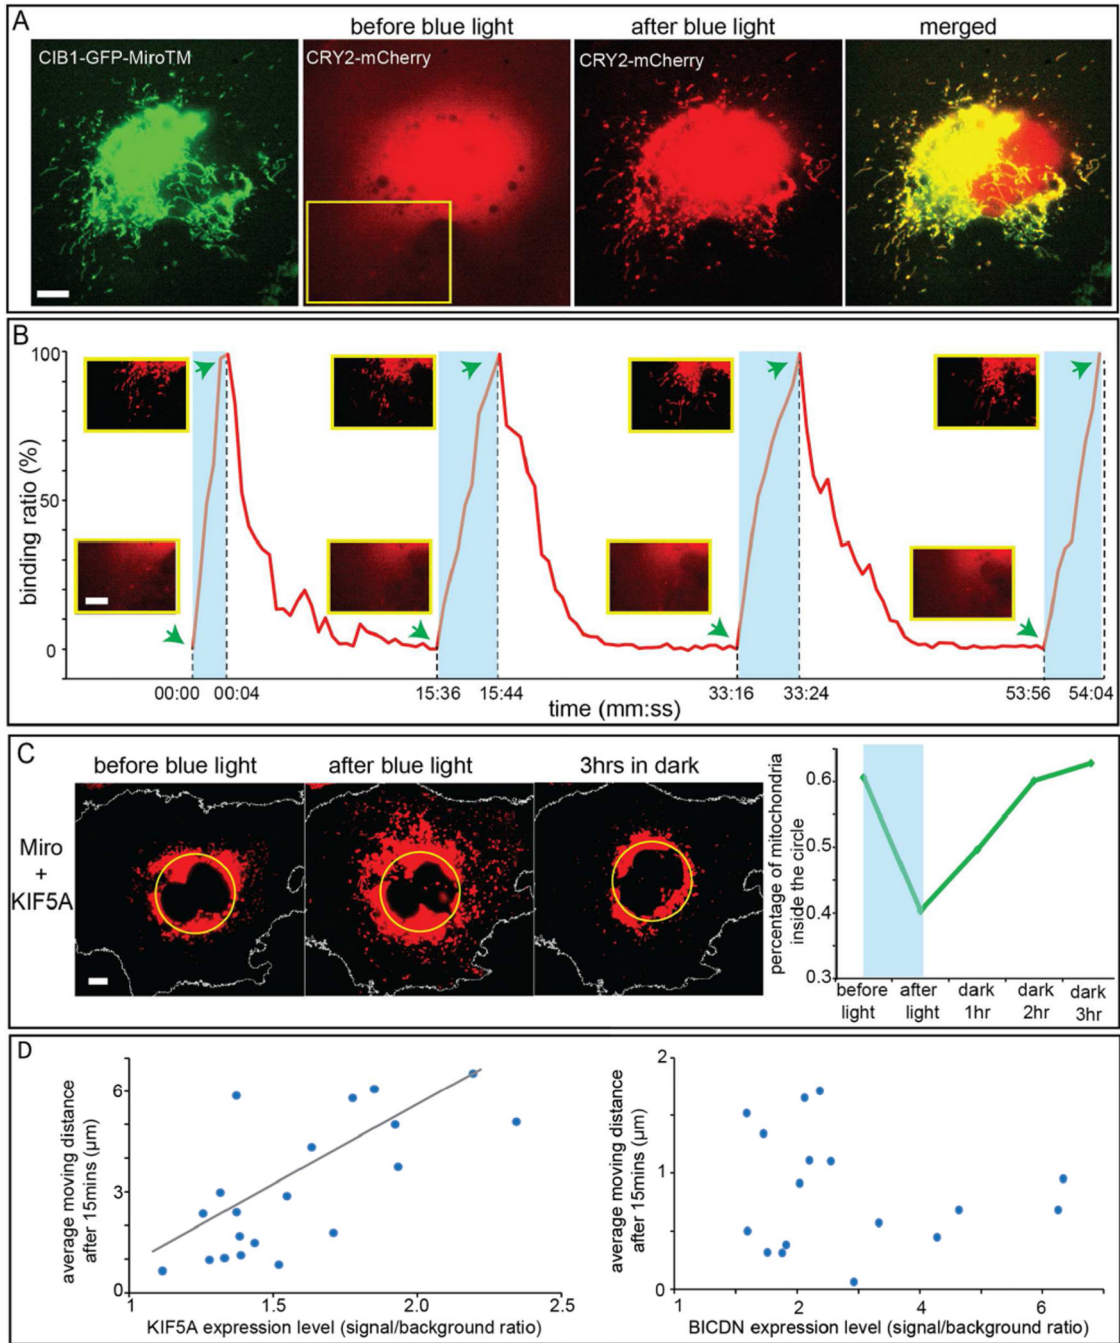 A
before blue light
after blue light
merged
CIB1-GFP-MiroTM
CRY2-mCherry
CRY2-mCherry
B
binding ratio (%)
100
50
0
00:00
00:04
15:36
15:44
33:16
33:24
53:56
54:04
time (mm:ss)
C
before blue light
after blue light
3hrs in dark
Miro
+
KIF5A
percentage of mitochondria
inside the circle
0.6
0.5
0.4
0.3
before
light
after
light
dark
1hr
dark
2hr
dark
3hr
D
average moving distance
after 15mins (µm)
6
3
0
1
1.5
2.0
2.5
KIF5A expression level (signal/background ratio)
average moving distance
after 15mins (µm)
2
1
0
1
2
4
6
BICDN expression level (signal/background ratio)